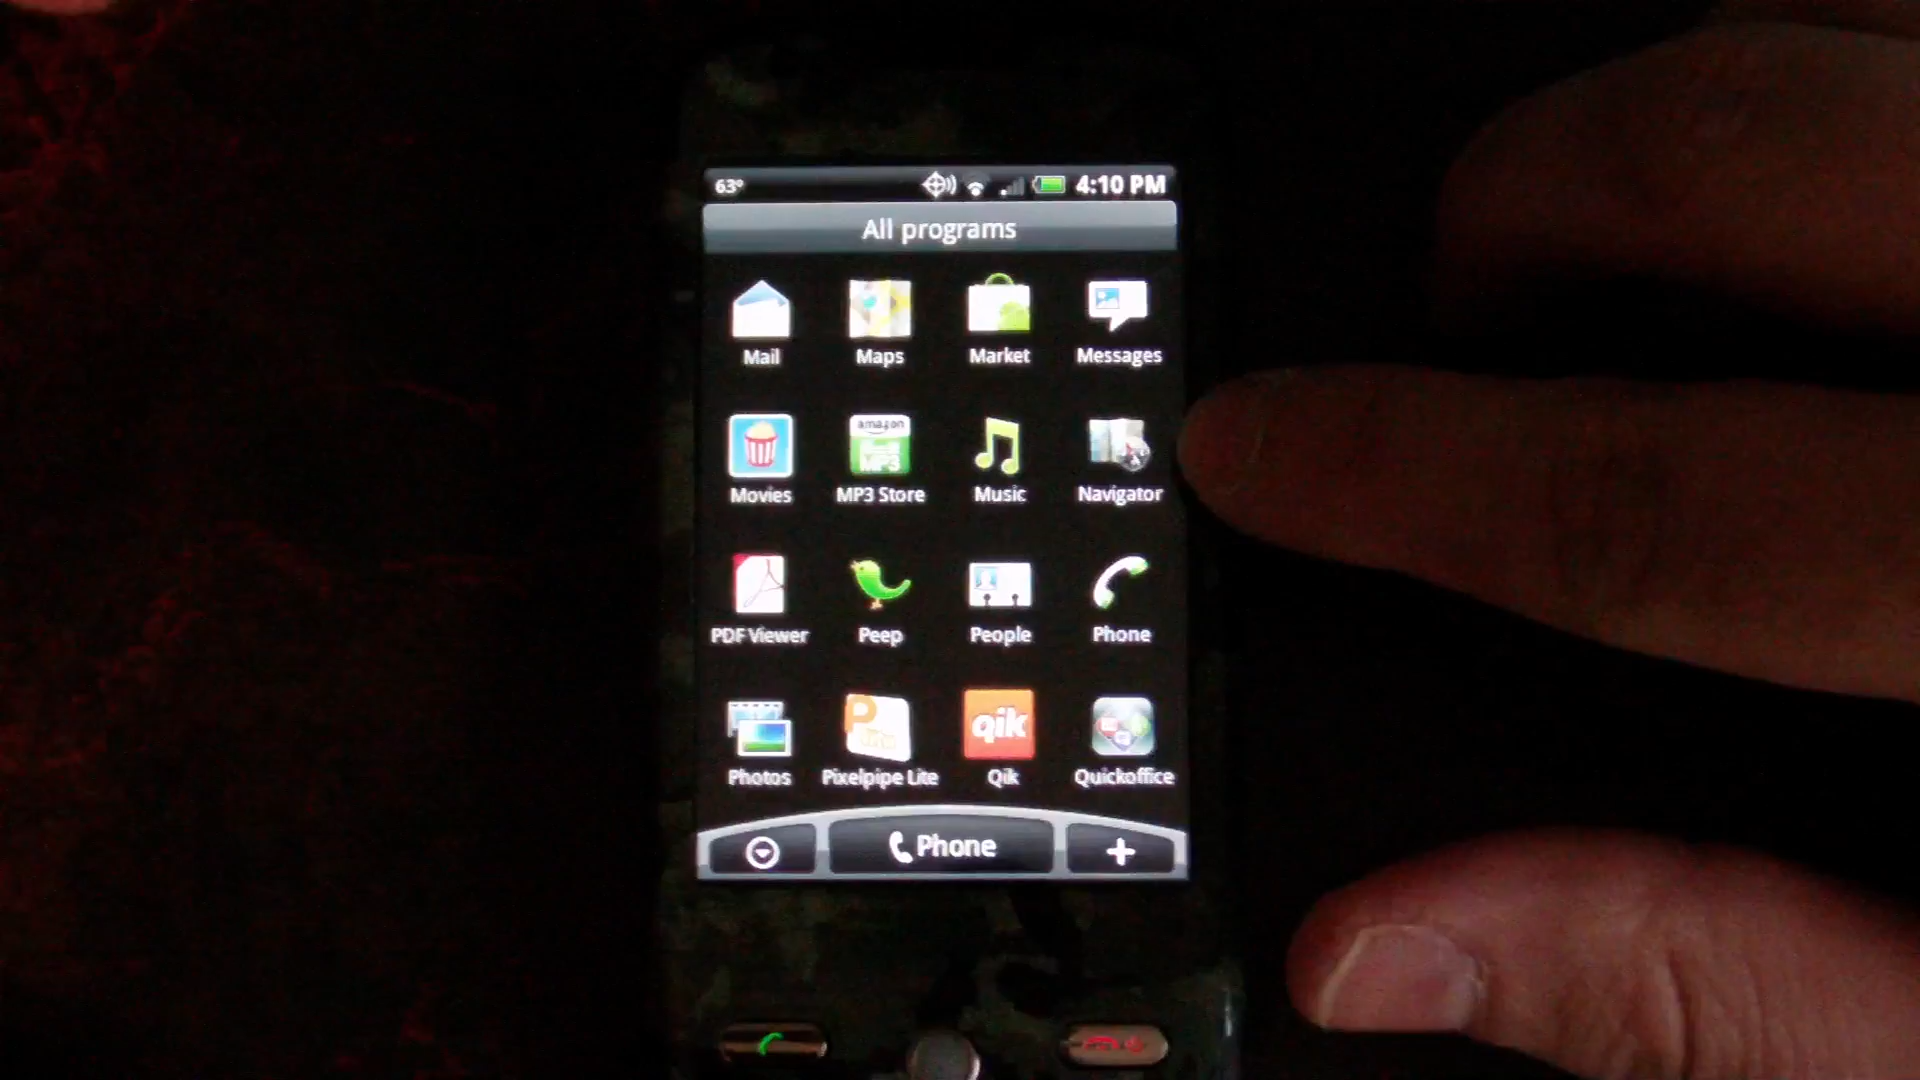 63° 4:10 PM
All programs
Mail Maps Market Messages
amazon
MP3
Movies MP3 Store Music Navigator
PDF Viewer Peep People Phone
P qik
Photos Pixelpipe Lite Qik Quickoffice
Phone